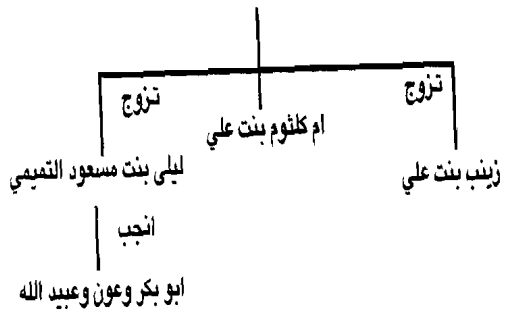 تزوج
تزوج
ام كلثوم بنت علي
زينب بنت علي
ليلى بنت مسعود التميمي
انجب
ابو بكر وعون وعبيد الله